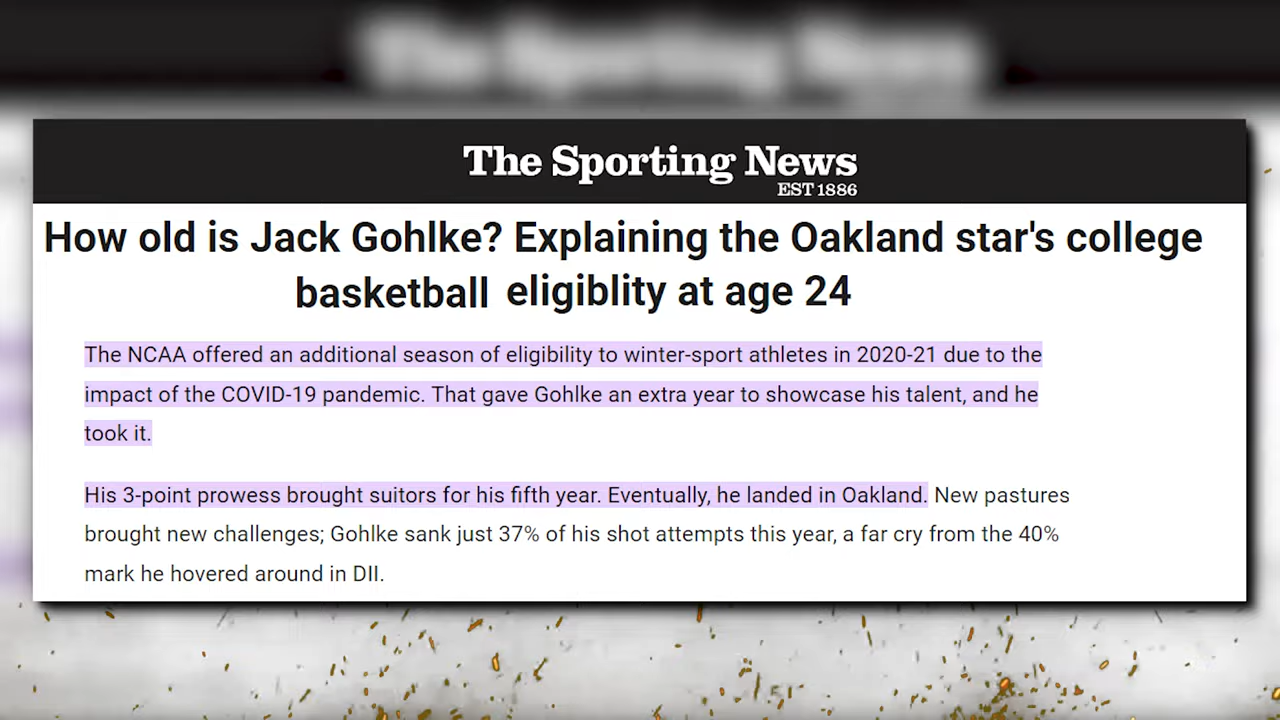 The Sporting News
The Sporting News
EST 1886
How old is Jack Gohlke? Explaining the Oakland star's college
basketball eligiblity at age 24
The NCAA offered an additional season of eligibility to winter-sport athletes in 2020-21 due to the
impact of the COVID-19 pandemic. That gave Gohlke an extra year to showcase his talent, and he
took it.
His 3-point prowess brought suitors for his fifth year. Eventually, he landed in Oakland. New pastures
brought new challenges; Gohlke sank just 37% of his shot attempts this year, a far cry from the 40%
mark he hovered around in DII.